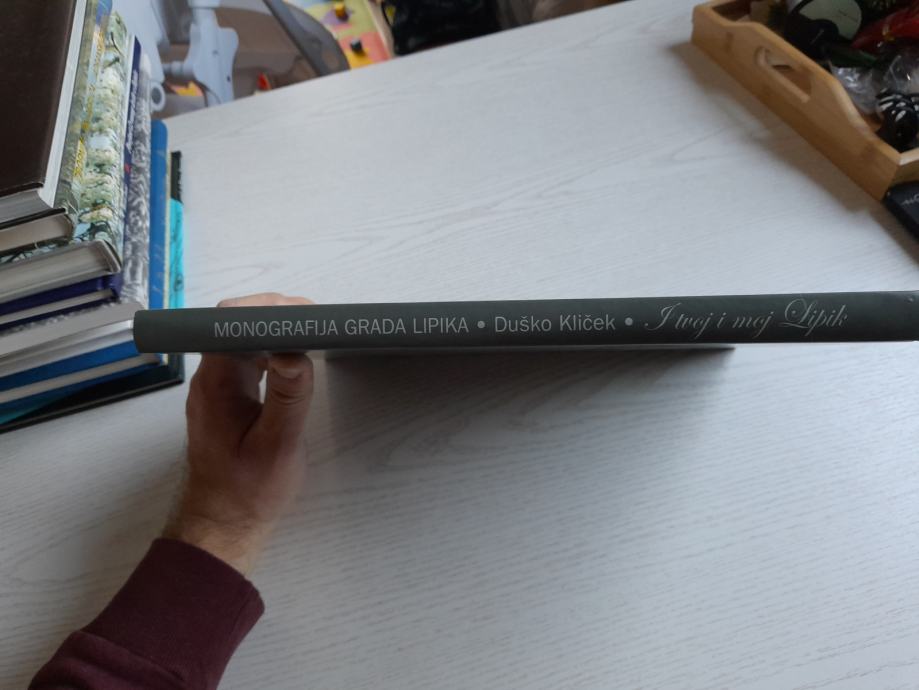 MONOGRAFIJA GRADA LIPIKA • Duško Kliček • I tvoj i moj Lipik